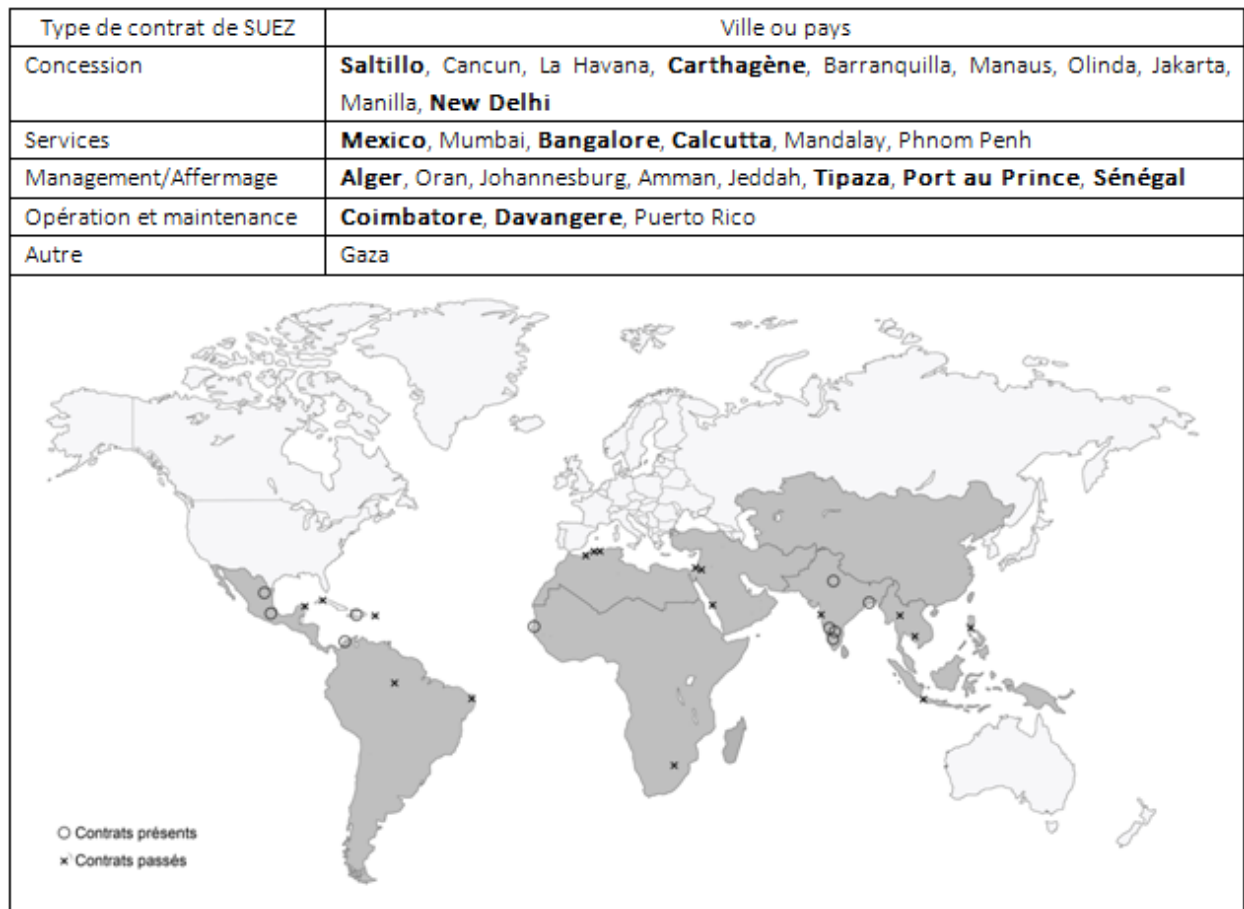 Type de contrat de SUEZ
Ville ou pays
Concession
Saltillo, Cancun, La Havana, Carthagène, Barranquilla, Manaus, Olinda, Jakarta,
Manilla, New Delhi
Services
Mexico, Mumbai, Bangalore, Calcutta, Mandalay, Phnom Penh
Management/Affermage
Alger, Oran, Johannesburg, Amman, Jeddah, Tipaza, Port au Prince, Sénégal
Opération et maintenance
Coimbatore, Davangere, Puerto Rico
Autre
Gaza
Contrats présents
Contrats passés